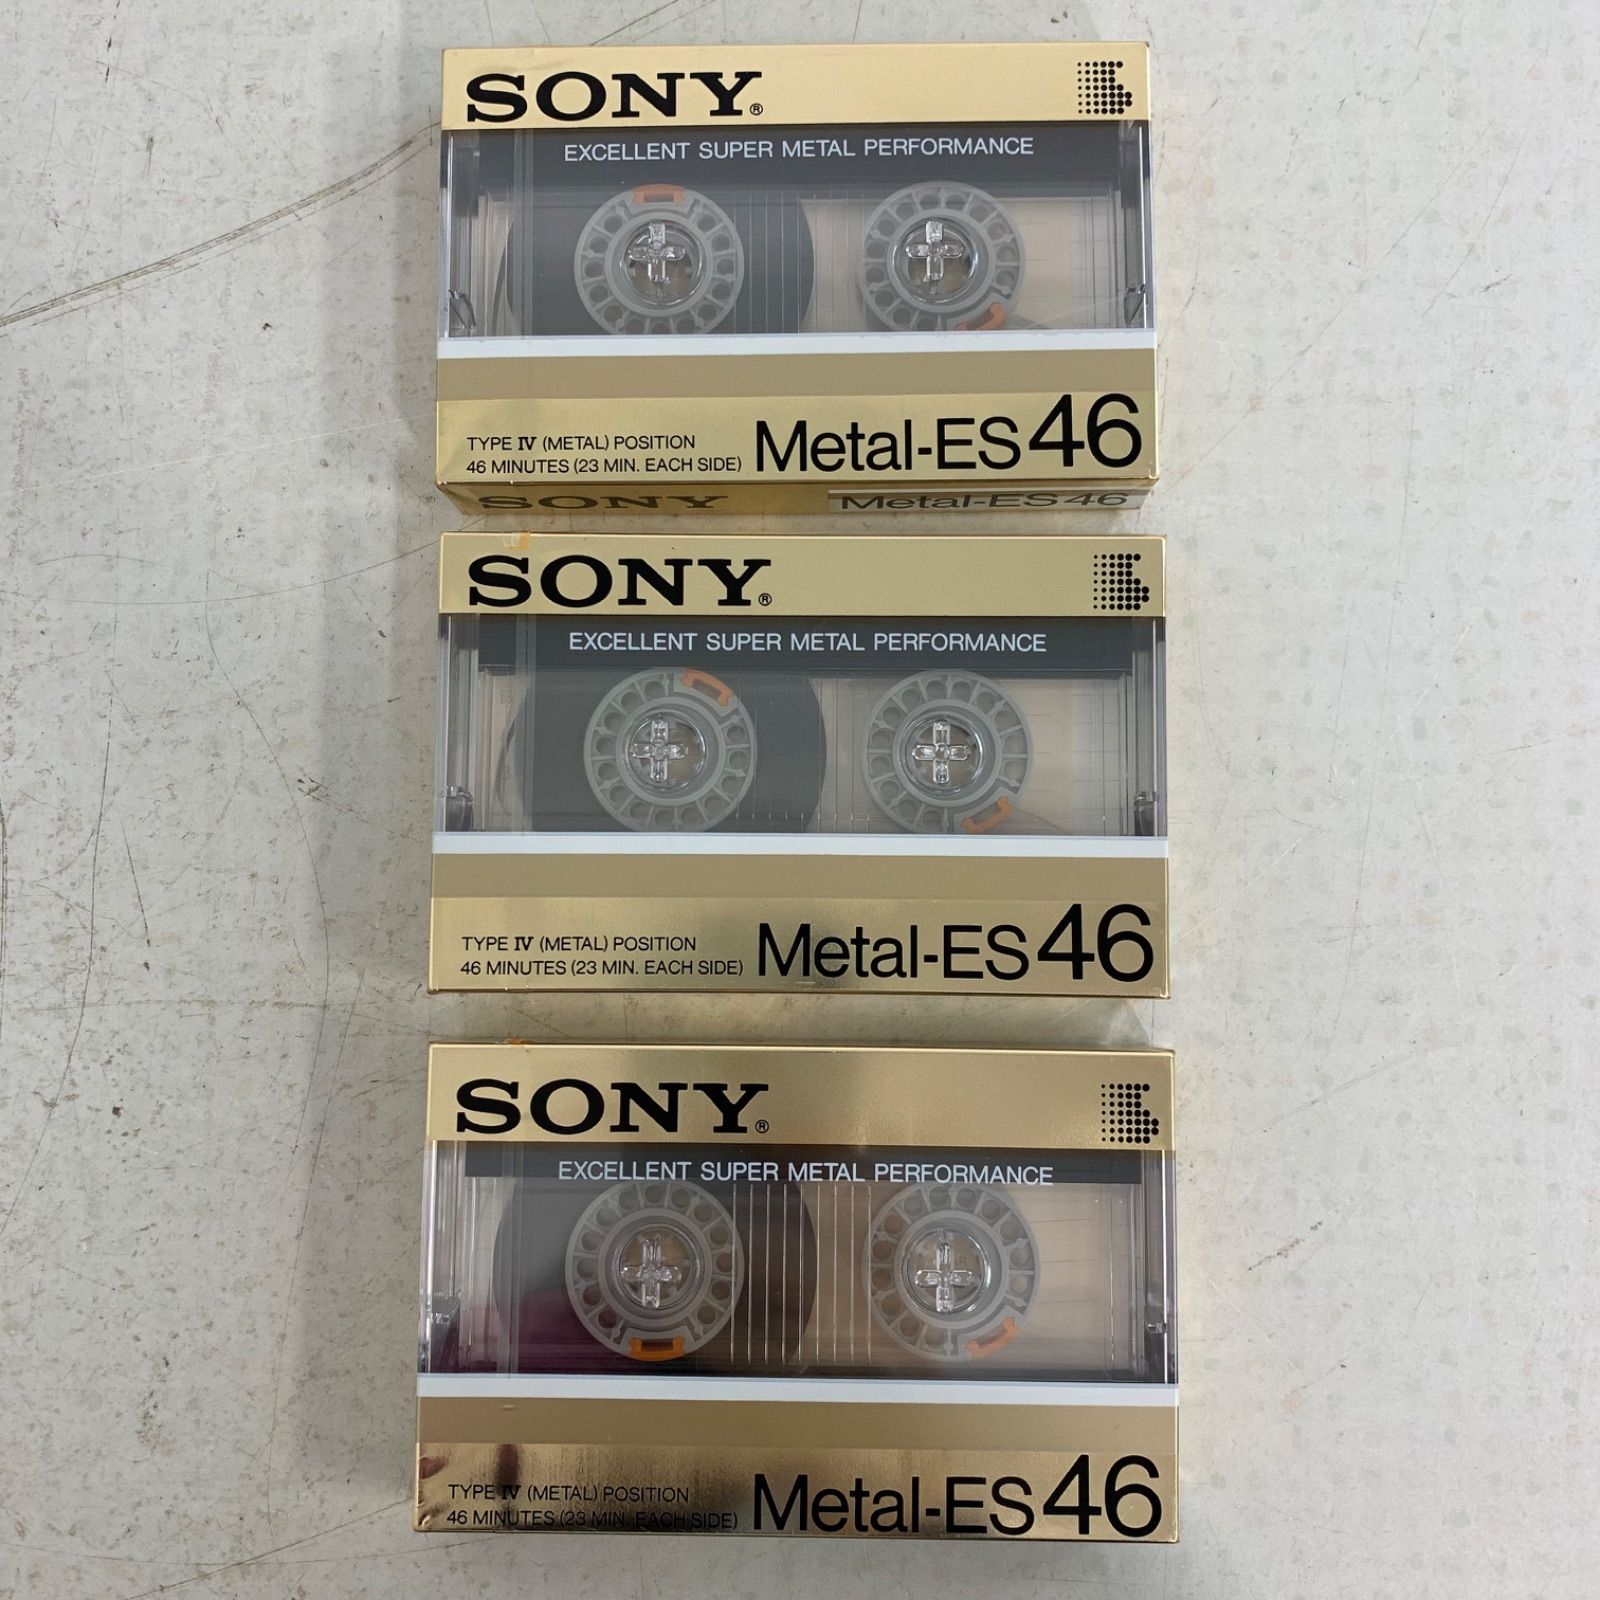 SONY®
EXCELLENT SUPER METAL PERFORMANCE
TYPE IV (METAL) POSITION
46 MINUTES (23 MIN. EACH SIDE)
Metal-ES 46
SONY
Metal-ES 46
SONY®
EXCELLENT SUPER METAL PERFORMANCE
TYPE IV (METAL) POSITION
46 MINUTES (23 MIN. EACH SIDE)
Metal-ES 46
SONY®
EXCELLENT SUPER METAL PERFORMANCE
TYPE IV (METAL) POSITION
46 MINUTES (23 MIN. EACH SIDE)
Metal-ES 46